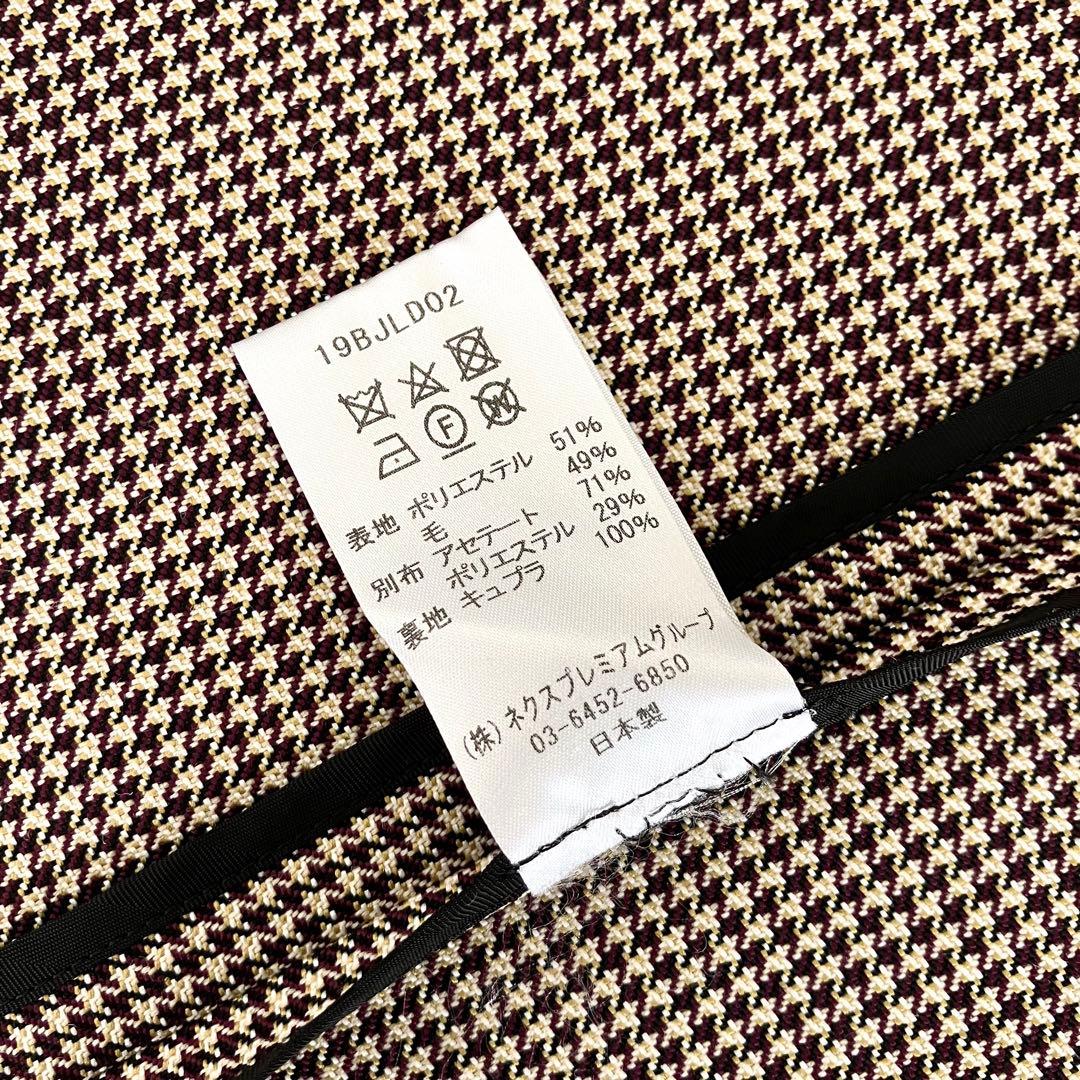 19BJLD02
F W
表地 ポリエステル 51%
毛 49%
別布 アセテート 71%
ポリエステル 29%
裏地 キュプラ 100%
(株)ネクスプレミアムグループ
03-6452-6850
日本製